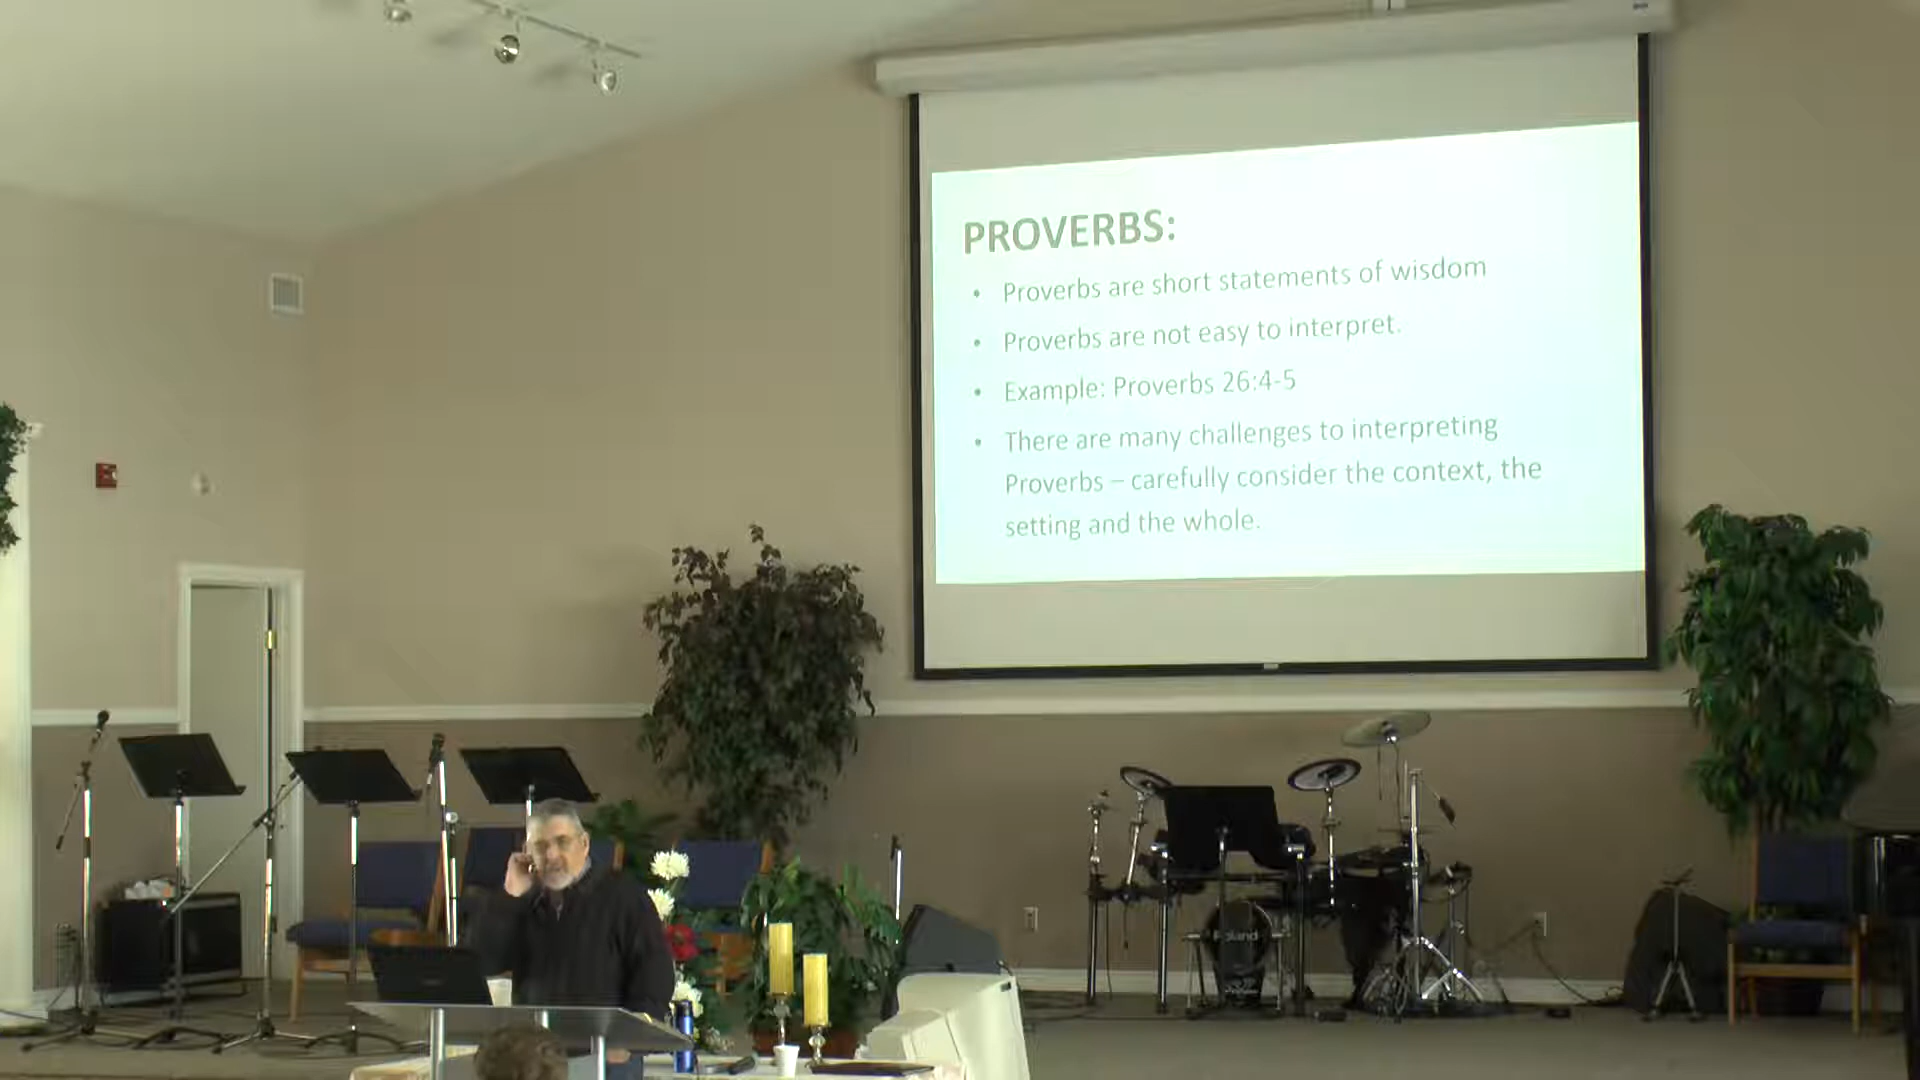 PROVERBS:
• Proverbs are short statements of wisdom
• Proverbs are not easy to interpret.
• Example: Proverbs 26:4-5
• There are many challenges to interpreting
Proverbs – carefully consider the context, the
setting and the whole.
Roland